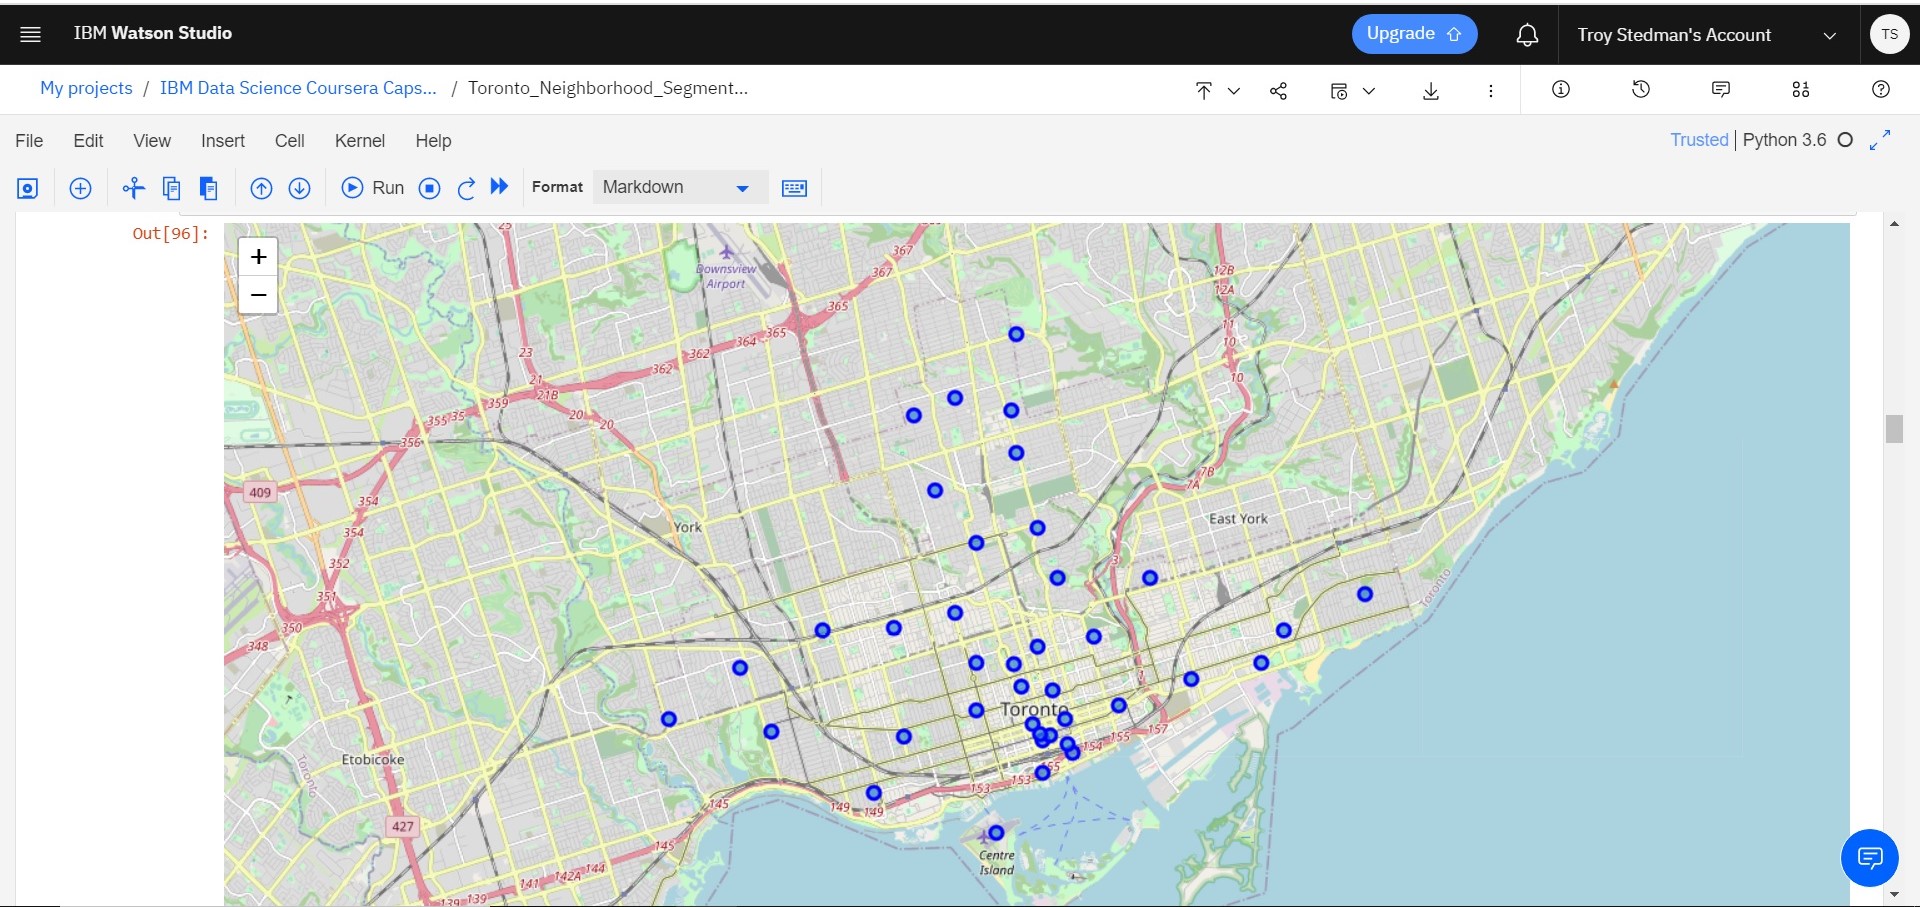 IBM Watson Studio
Upgrade
Troy Stedman's Account
TS
My projects / IBM Data Science Coursera Caps... / Toronto_Neighborhood_Segment...
File Edit View Insert Cell Kernel Help
Trusted | Python 3.6
Run
Format
Markdown
Out[96]:
+
−
25
367
367
Downsview
Airport
12B
12A
365
365
364
362
362
11
10
10
23
21
21B
359
20
20
355
35
356
409
354
354
352
351
350
348
7B
7A
York
East York
3
1
Toronto
Toronto
Toronto
Etobicoke
427
157
155
154
155
153
153
149
149
145
145
144
142A
141
139
139
Centre
Island